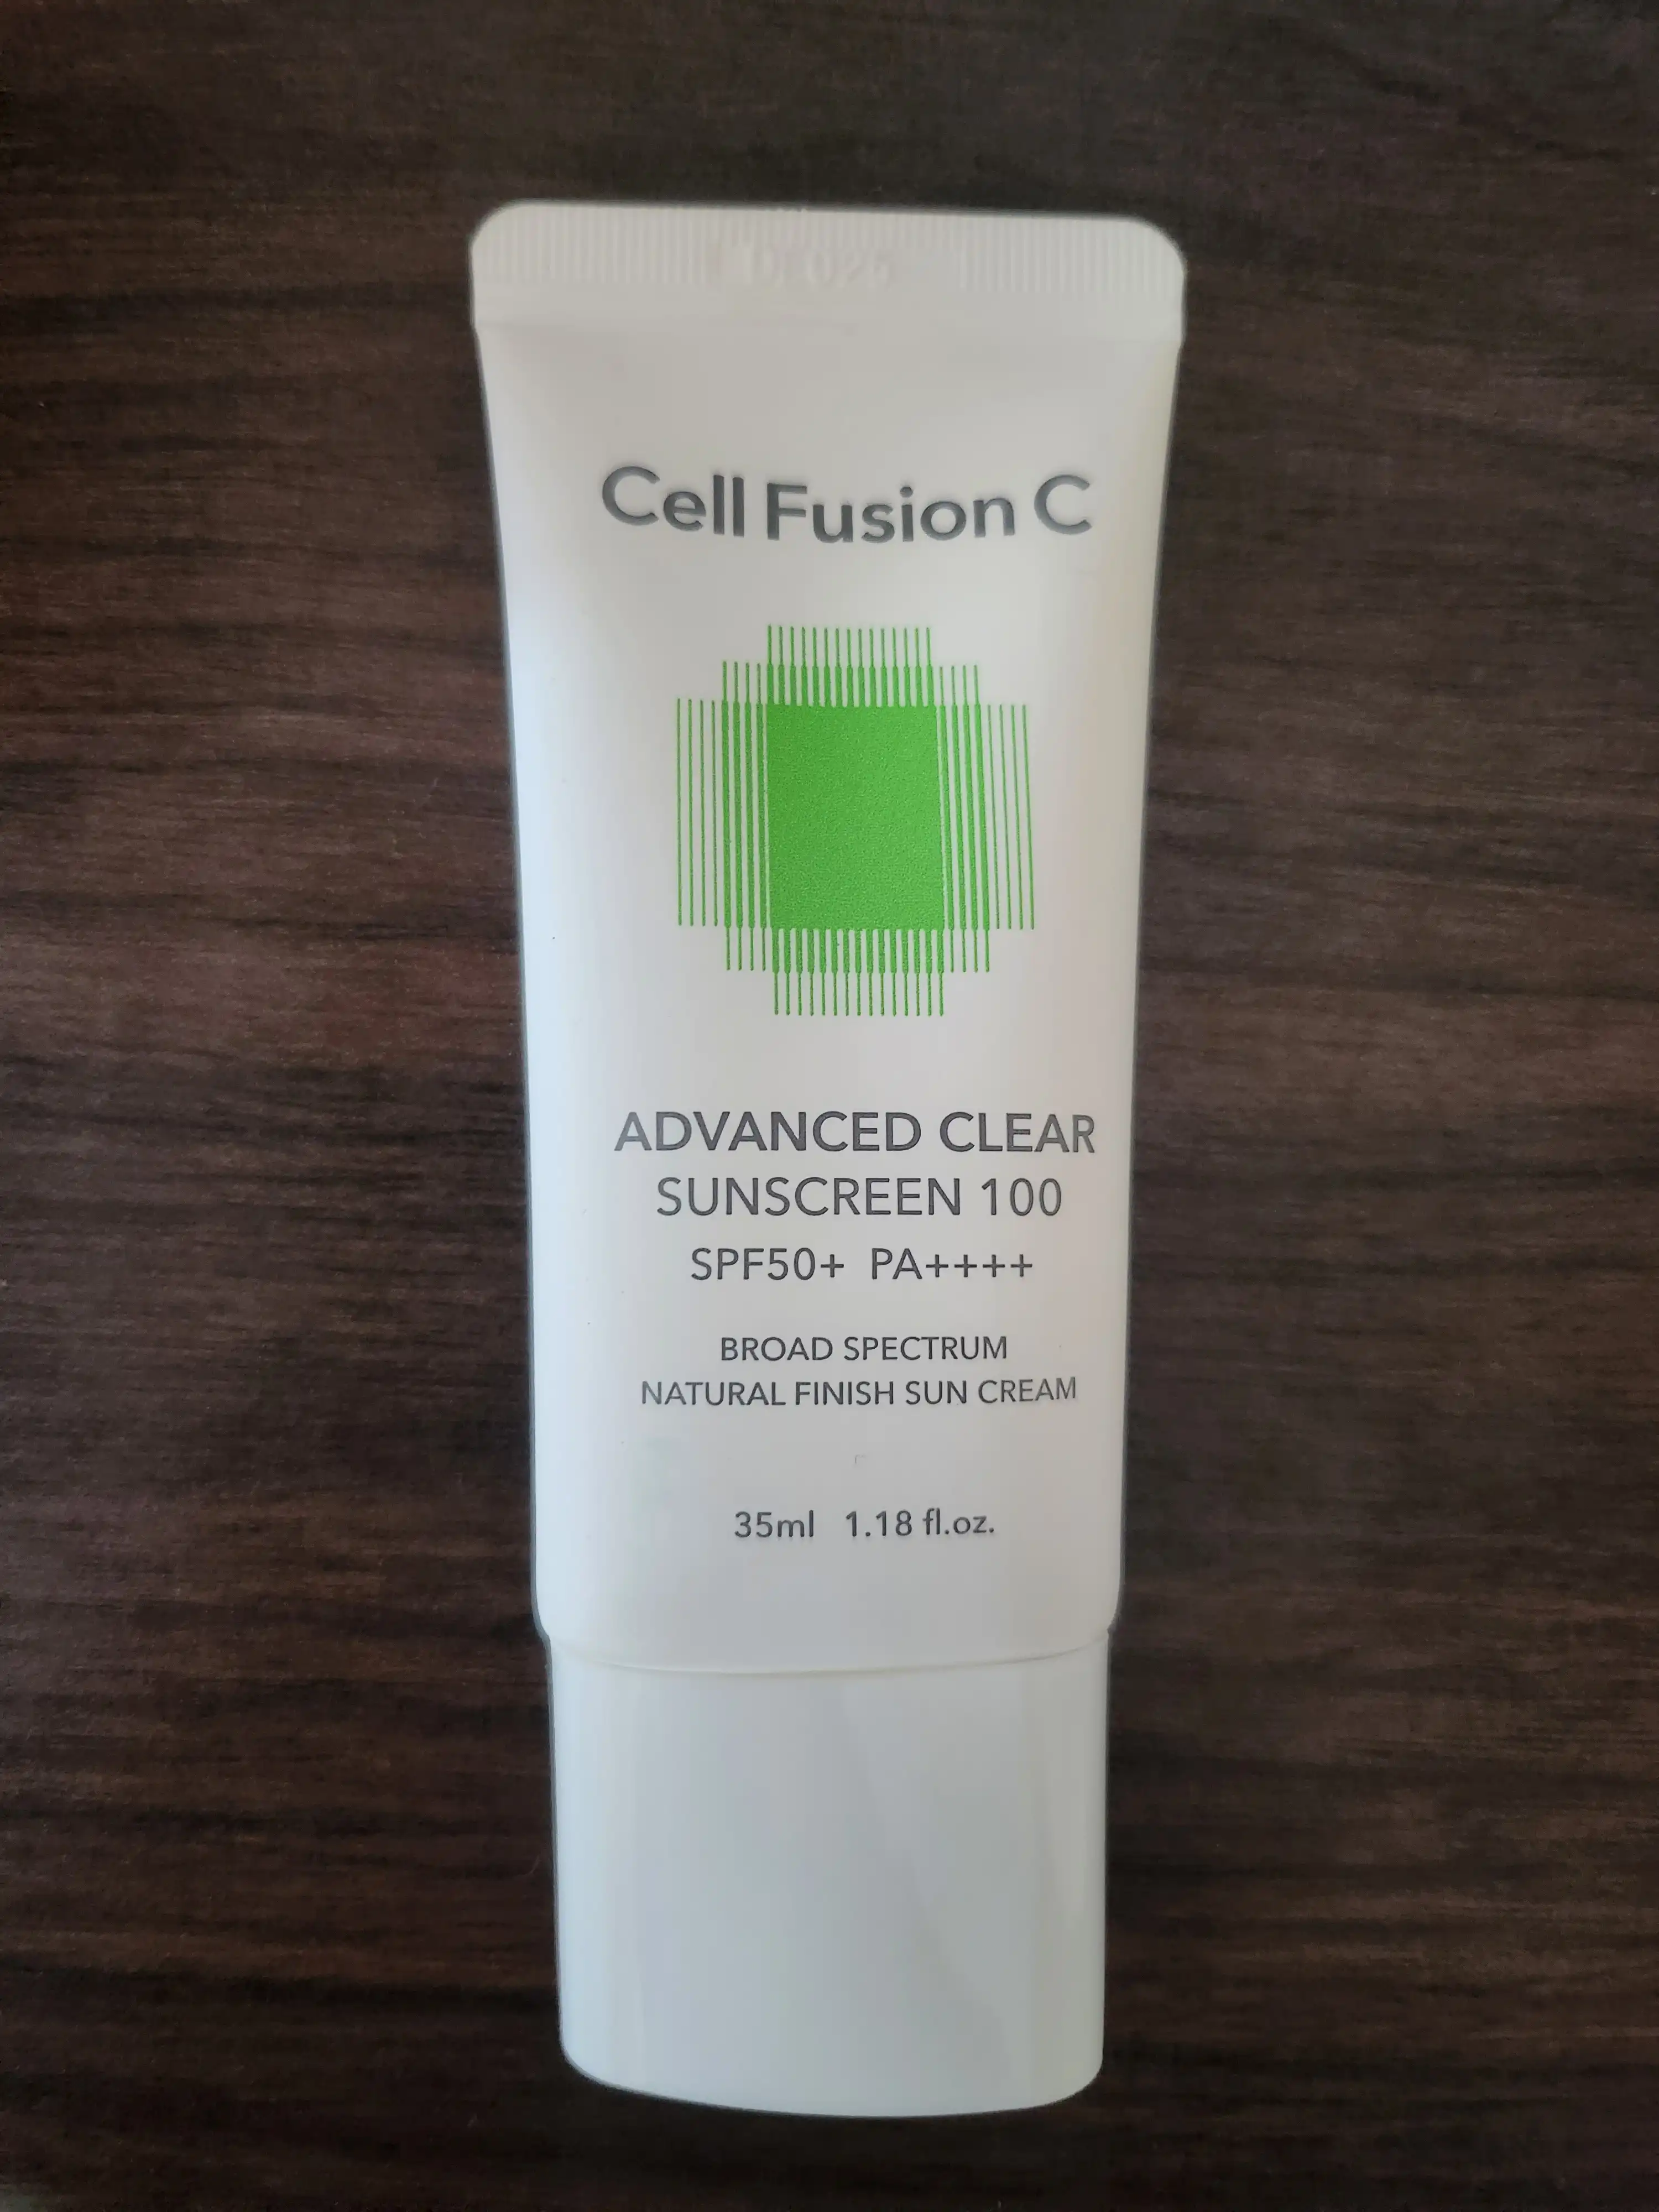 Cell Fusion C
ADVANCED CLEAR
SUNSCREEN 100
SPF50+ PA++++
BROAD SPECTRUM
NATURAL FINISH SUN CREAM
35ml 1.18 fl.oz.